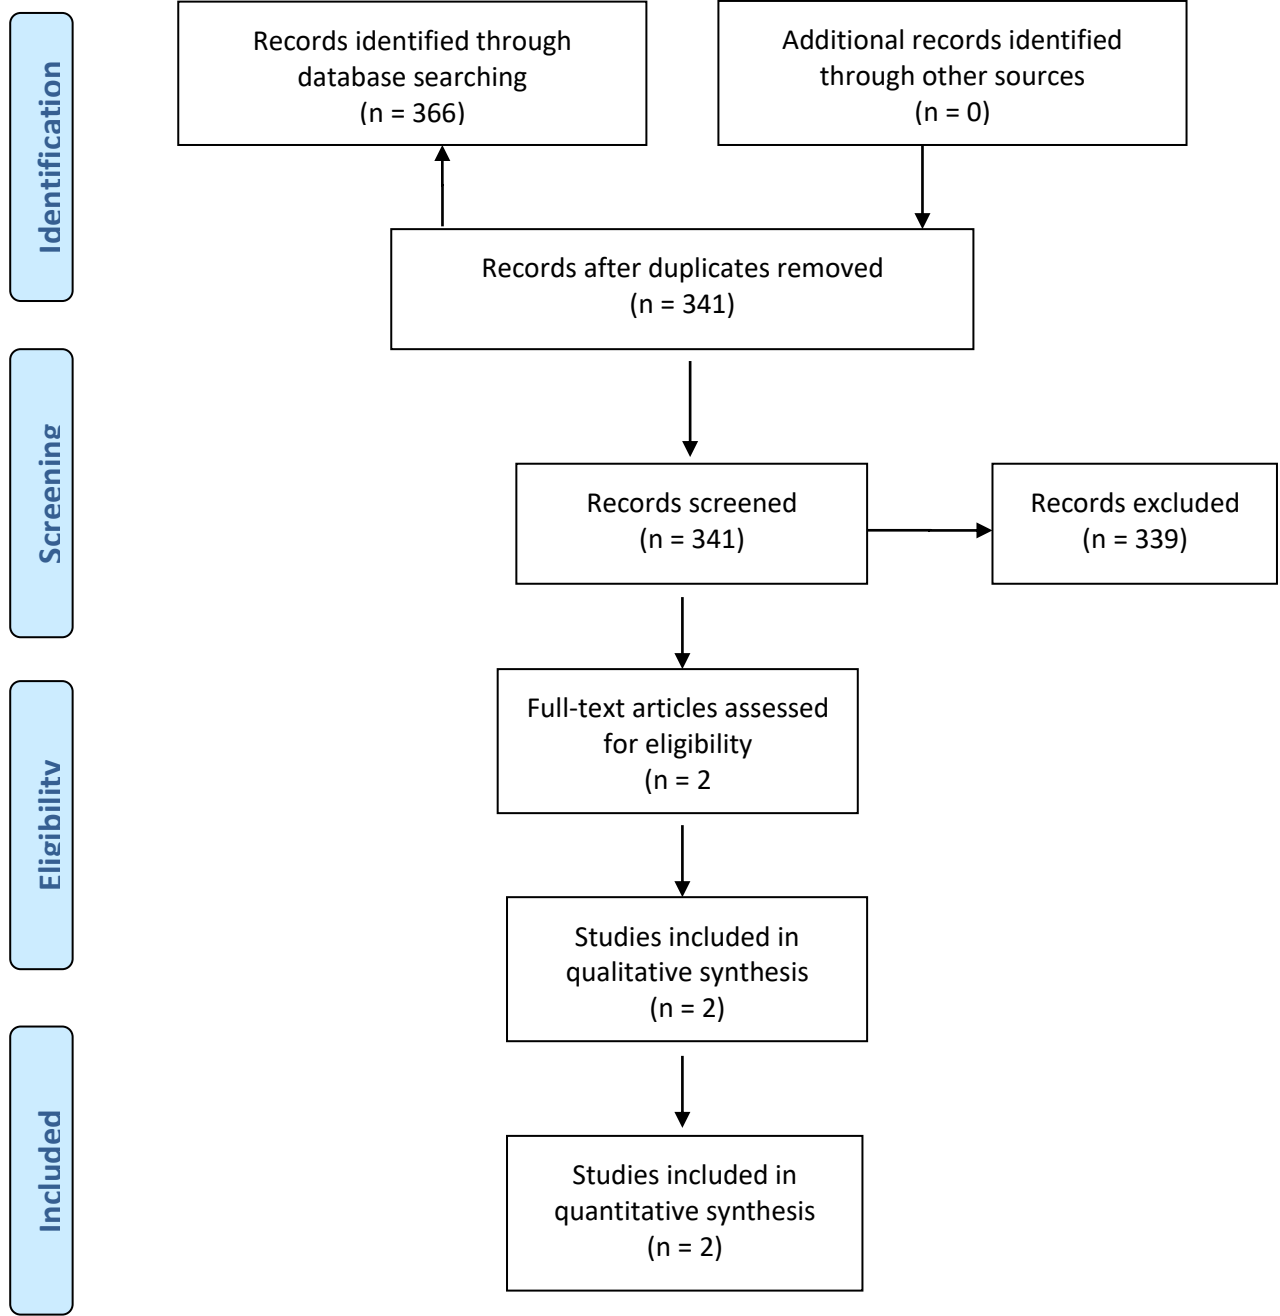 Identification
Records identified through
database searching
(n = 366)
Additional records identified
through other sources
(n = 0)
Records after duplicates removed
(n = 341)
Screening
Records screened
(n = 341)
Records excluded
(n = 339)
Eligibility
Full-text articles assessed
for eligibility
(n = 2
Studies included in
qualitative synthesis
(n = 2)
Included
Studies included in
quantitative synthesis
(n = 2)